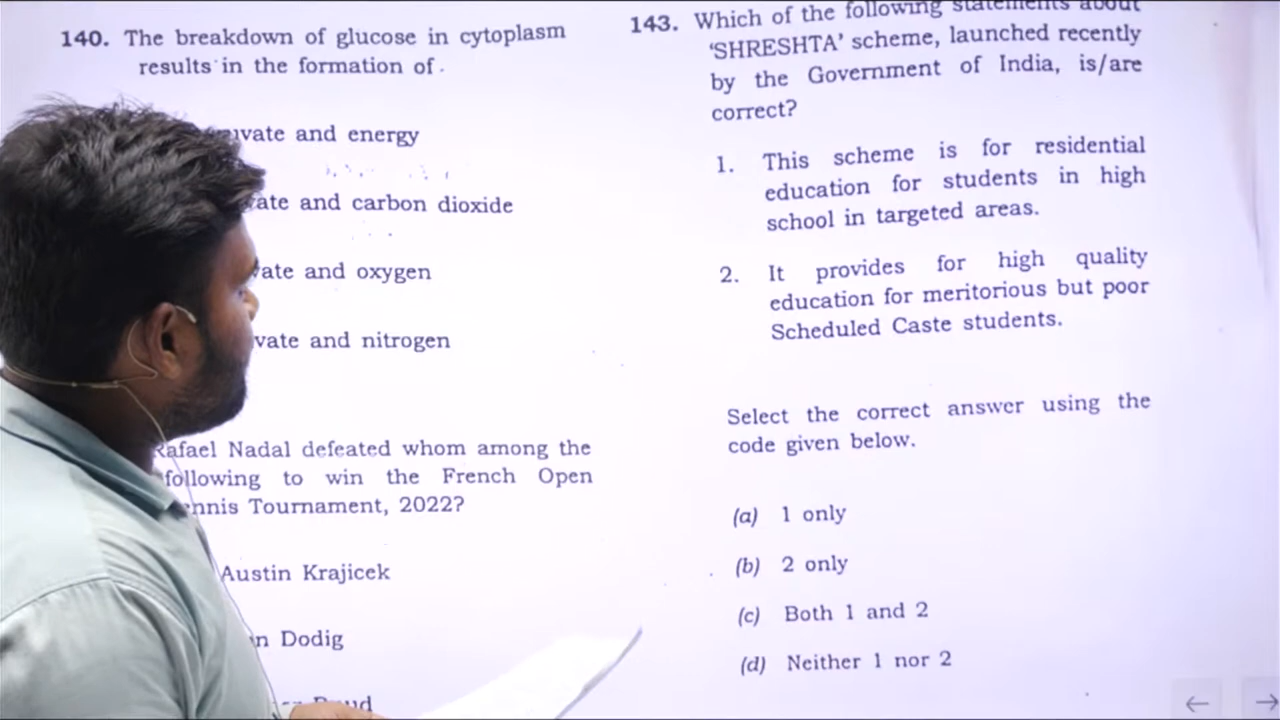 140. The breakdown of glucose in cytoplasm
results in the formation of
and energy
and carbon dioxide
and oxygen
and nitrogen
Rafael Nadal defeated whom among the
following to win the French Open
Tournament, 2022?
Austin Krajicek
Dodig
143. Which of the following statements about
‘SHRESHTA’ scheme, launched recently
by the Government of India, is/are
correct?
1. This scheme is for residential
education for students in high
school in targeted areas.
2. It provides for high quality
education for meritorious but poor
Scheduled Caste students.
Select the correct answer using the
code given below.
(a) 1 only
(b) 2 only
(c) Both 1 and 2
(d) Neither 1 nor 2